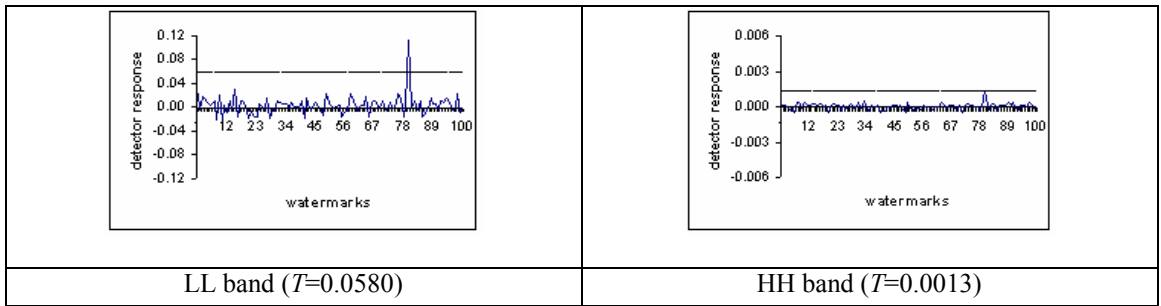 0.12
0.08
0.04
0.00
-0.04
-0.08
-0.12
detector response
12 23 34 45 56 67 78 89 100
watermarks
0.006
0.003
0.000
-0.003
-0.006
detector response
12 23 34 45 56 67 78 89 100
watermarks
LL band (T=0.0580)
HH band (T=0.0013)